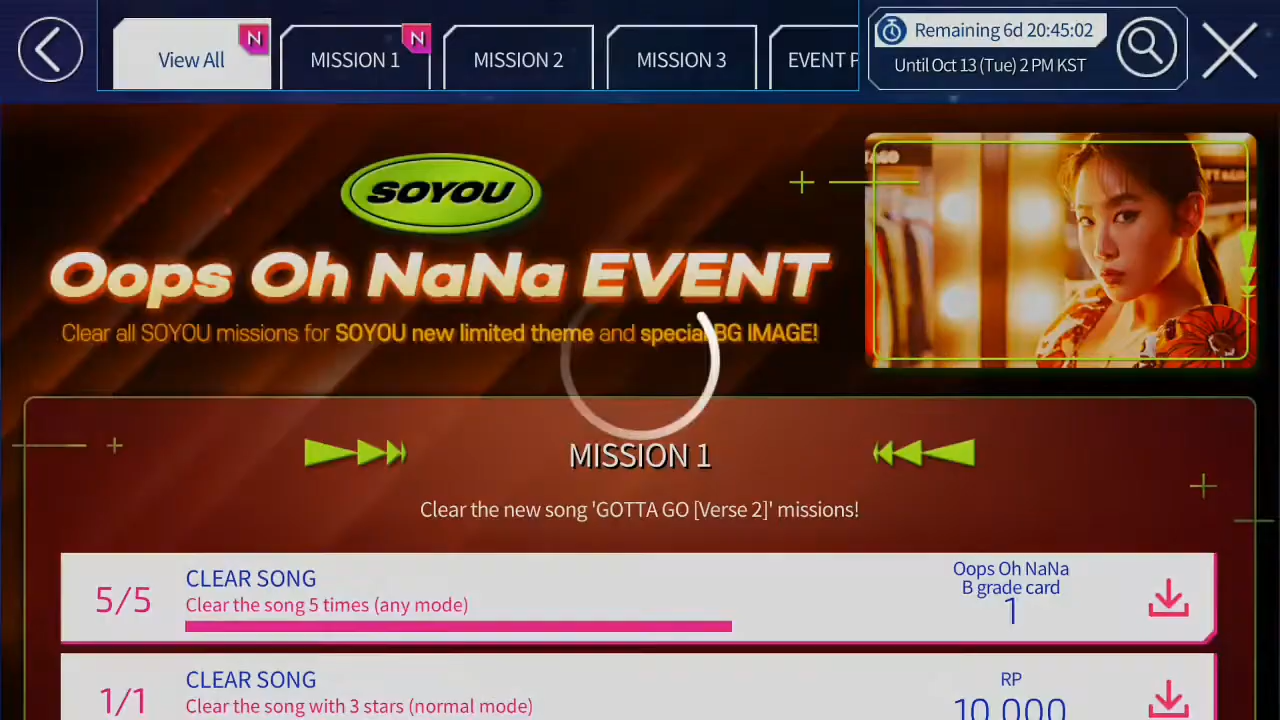 View All
N
MISSION 1
N
MISSION 2
MISSION 3
EVENT P
Remaining 6d 20:45:02
Until Oct 13 (Tue) 2 PM KST
SOYOU
Oops Oh NaNa EVENT
Clear all SOYOU missions for SOYOU new limited theme and special BG IMAGE!
MISSION 1
Clear the new song 'GOTTA GO [Verse 2]' missions!
5/5
CLEAR SONG
Clear the song 5 times (any mode)
Oops Oh NaNa
B grade card
1
1/1
CLEAR SONG
Clear the song with 3 stars (normal mode)
RP
10,000